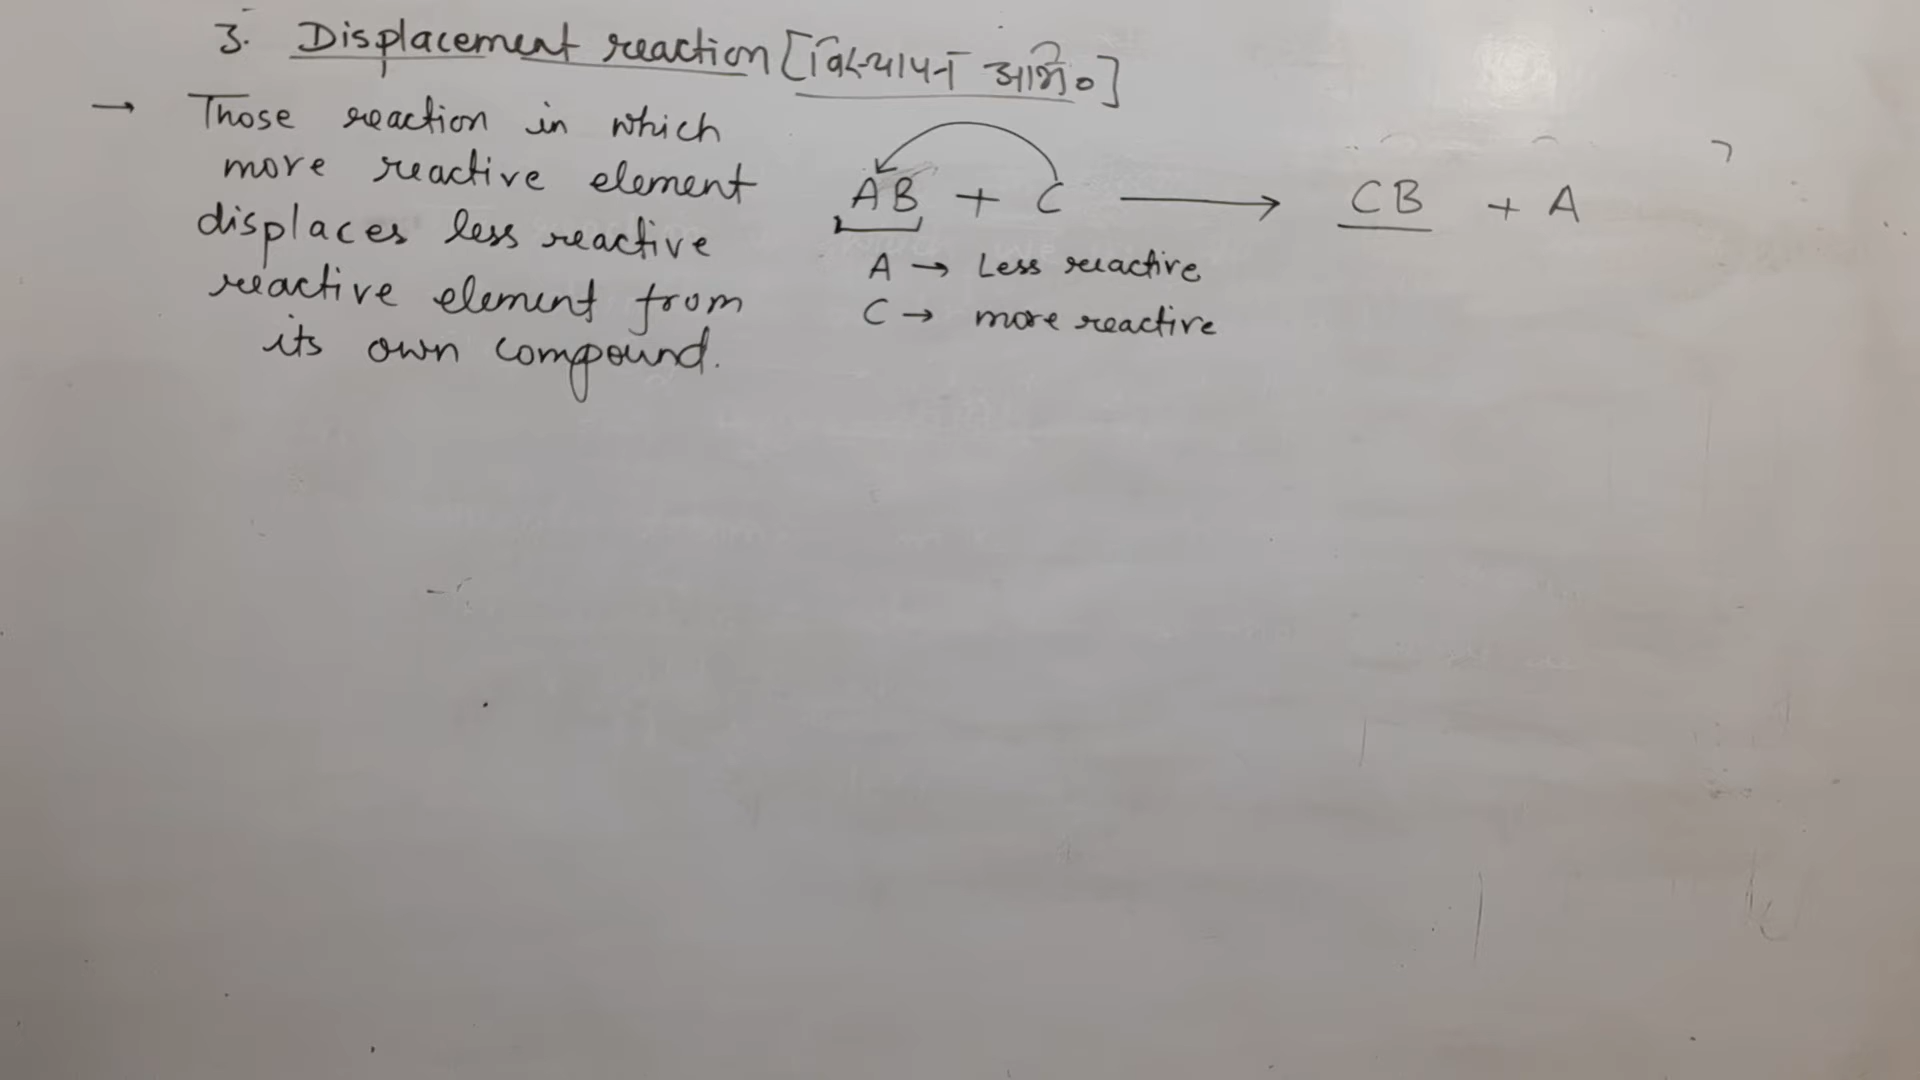 3. Displacement reaction [विस्थापन अभि०]
→ Those reaction in which
more reactive element
displaces less reactive
reactive element from
its own compound.
AB + C ⟶ CB + A
A → Less reactive
C → more reactive